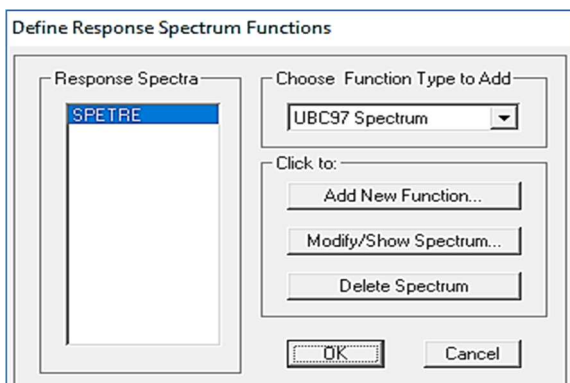 Define Response Spectrum Functions
Response Spectra
SPETRE
Choose Function Type to Add
UBC97 Spectrum
Click to:
Add New Function...
Modify/Show Spectrum...
Delete Spectrum
OK
Cancel